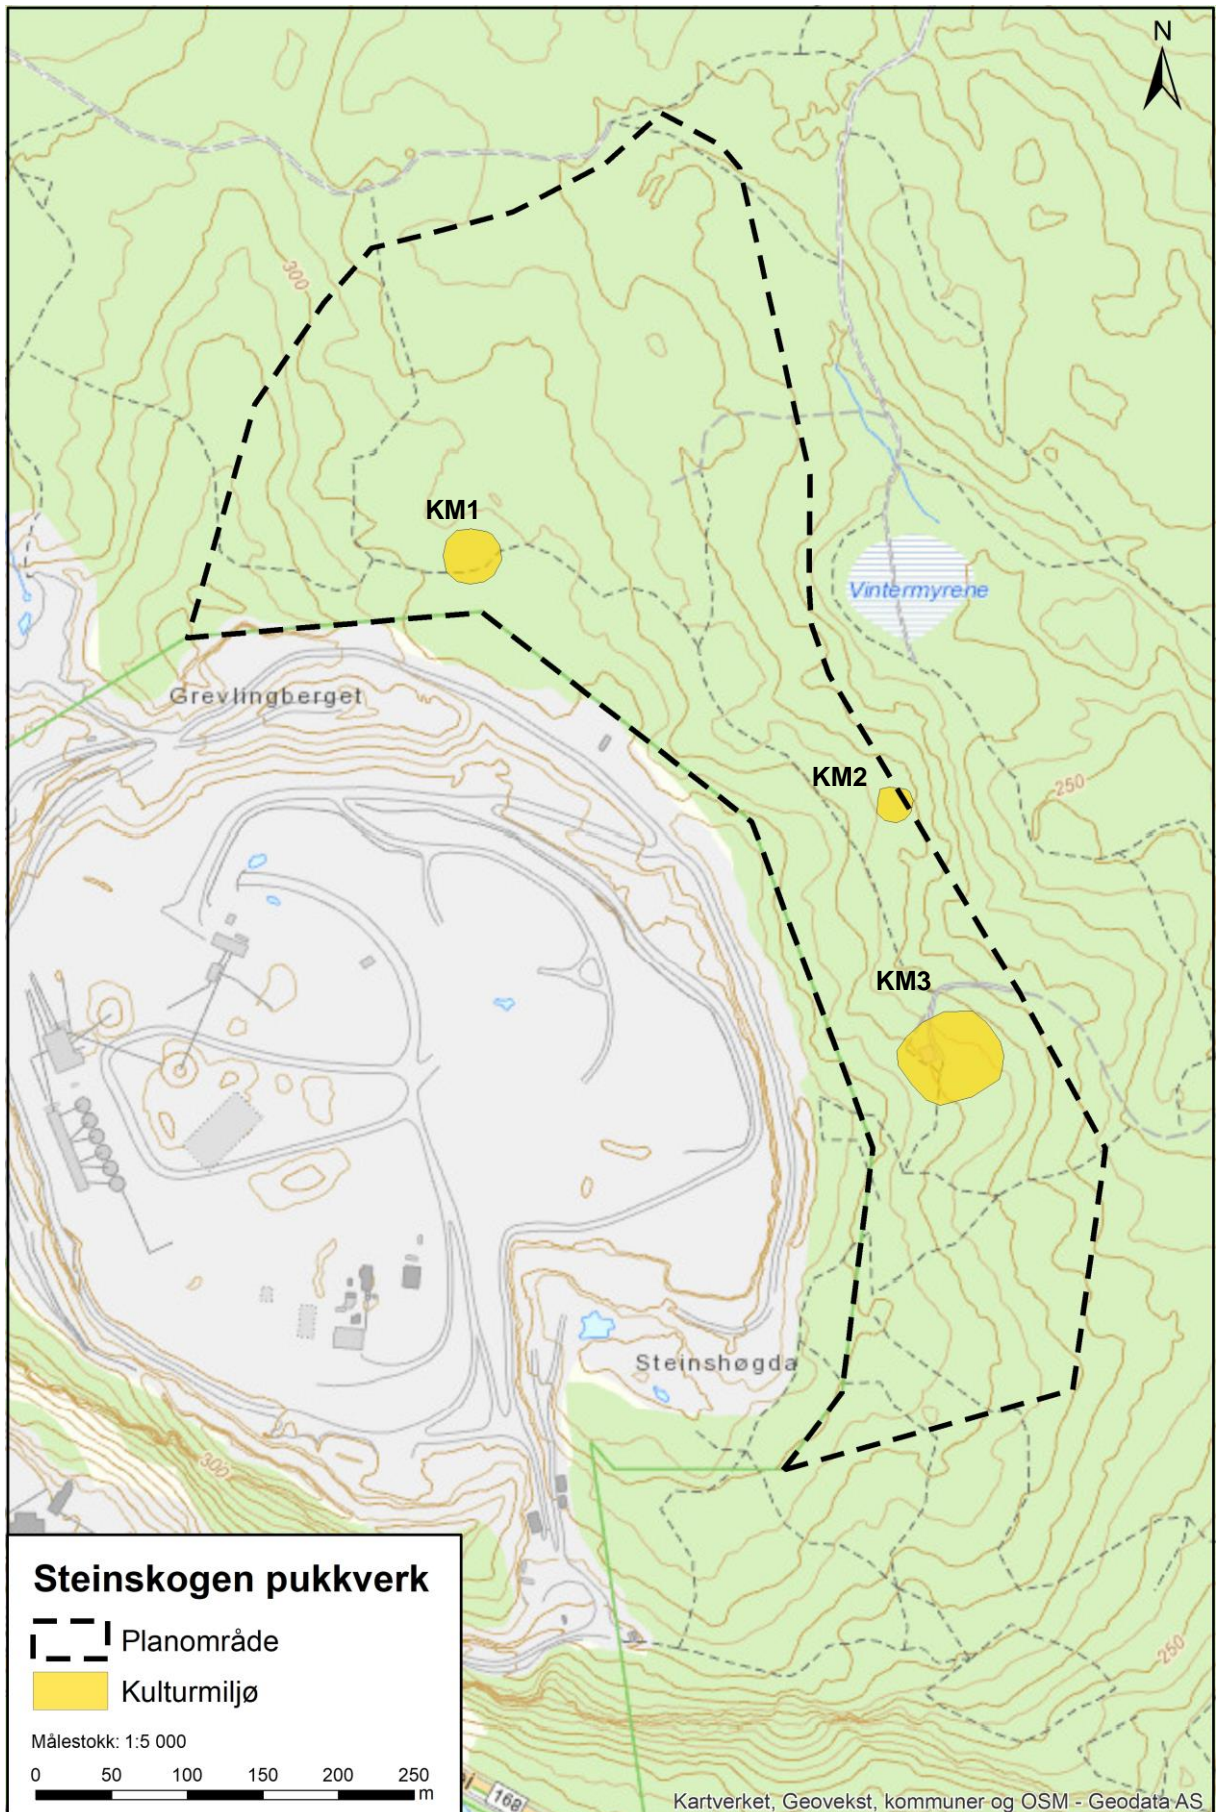 N
300
KM1
Vintermyrene
Grevlingberget
KM2
250
KM3
Steinshøgda
300
250
Steinskogen pukkverk
Planområde
Kulturmiljø
Målestokk: 1:5 000
0 50 100 150 200 250
m
168
Kartverket, Geovekst, kommuner og OSM - Geodata AS